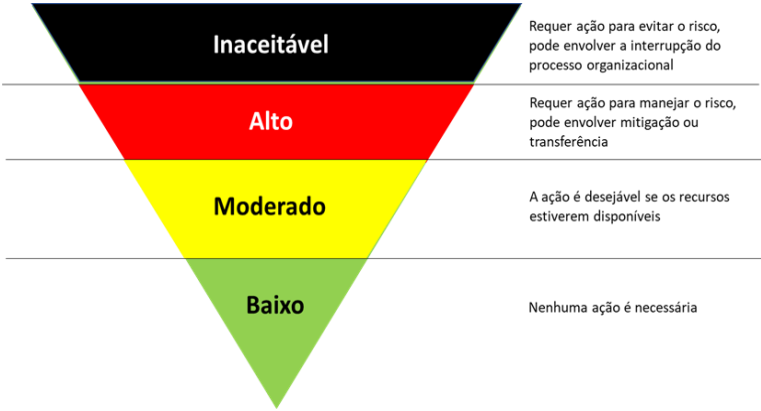 Inaceitável
Requer ação para evitar o risco,
pode envolver a interrupção do
processo organizacional
Alto
Requer ação para manejar o risco,
pode envolver mitigação ou
transferência
Moderado
A ação é desejável se os recursos
estiverem disponíveis
Baixo
Nenhuma ação é necessária